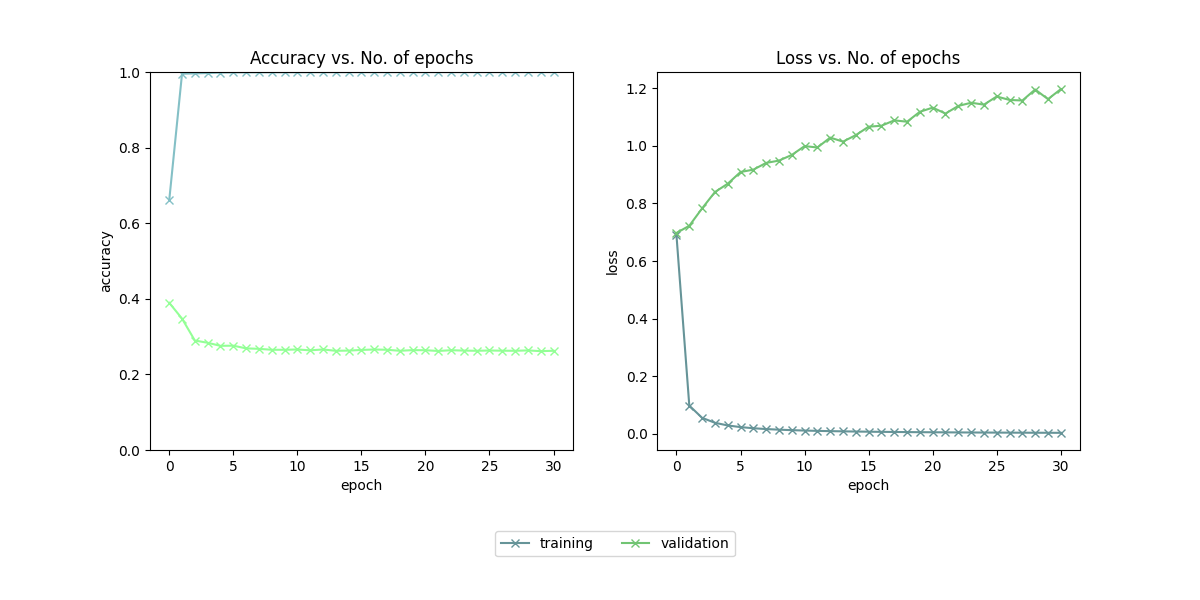 Accuracy vs. No. of epochs
1.0
0.8
0.6
0.4
0.2
0.0
accuracy
0 5 10 15 20 25 30
epoch
Loss vs. No. of epochs
1.2
1.0
0.8
0.6
0.4
0.2
0.0
loss
0 5 10 15 20 25 30
epoch
training validation